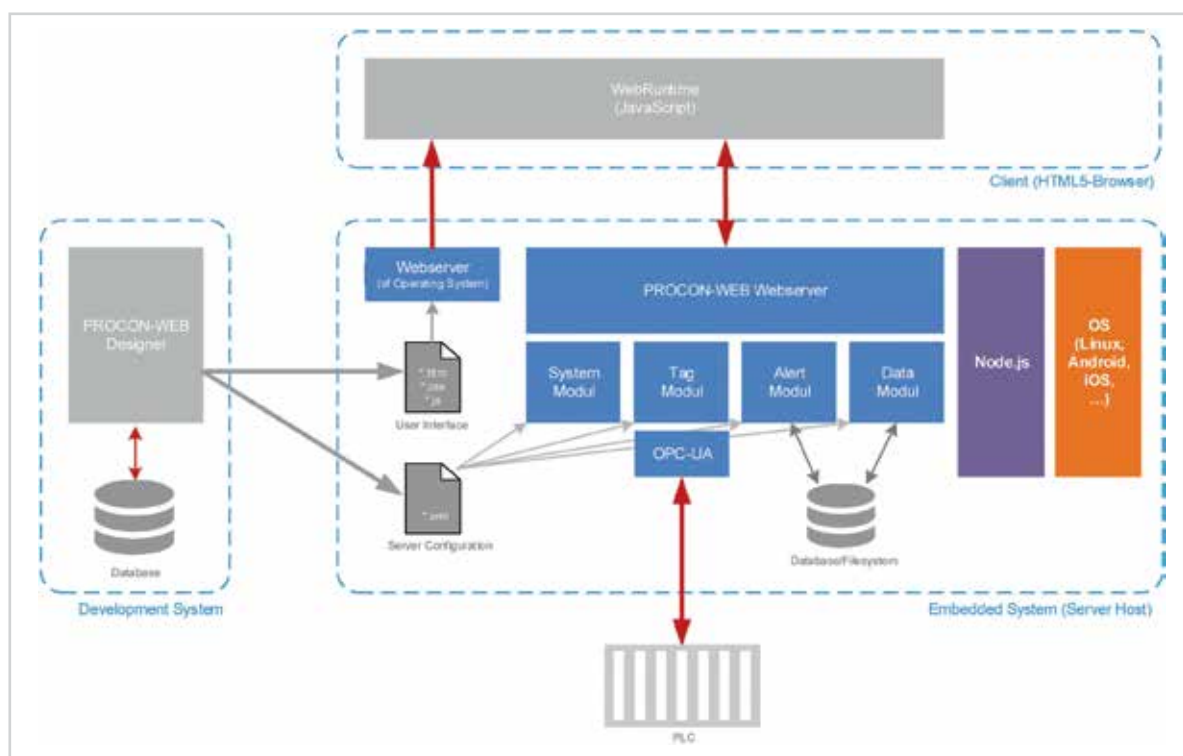 WebRuntime
(JavaScript)
Client (HTML5-Browser)
PROCON-WEB
Designer
Database
Development System
Webserver
(of Operating System)
*.htm
*.css
*.js
User Interface
*.xml
Server Configuration
PROCON-WEB Webserver
System
Modul
Tag
Modul
Alert
Modul
Data
Modul
OPC-UA
Database/Filesystem
Node.js
OS
(Linux,
Android,
iOS,
...)
Embedded System (Server Host)
PLC